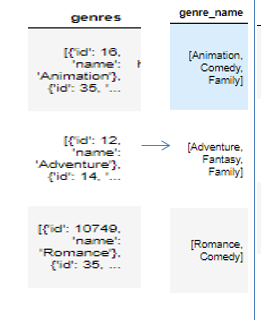 genres
[{'id': 16,
'name':
'Animation'},
{'id': 35, '...
[{'id': 12,
'name':
'Adventure'},
{'id': 14, '...
[{'id': 10749,
'name':
'Romance'},
{'id': 35, ...
genre_name
[Animation,
Comedy,
Family]
[Adventure,
Fantasy,
Family]
[Romance,
Comedy]